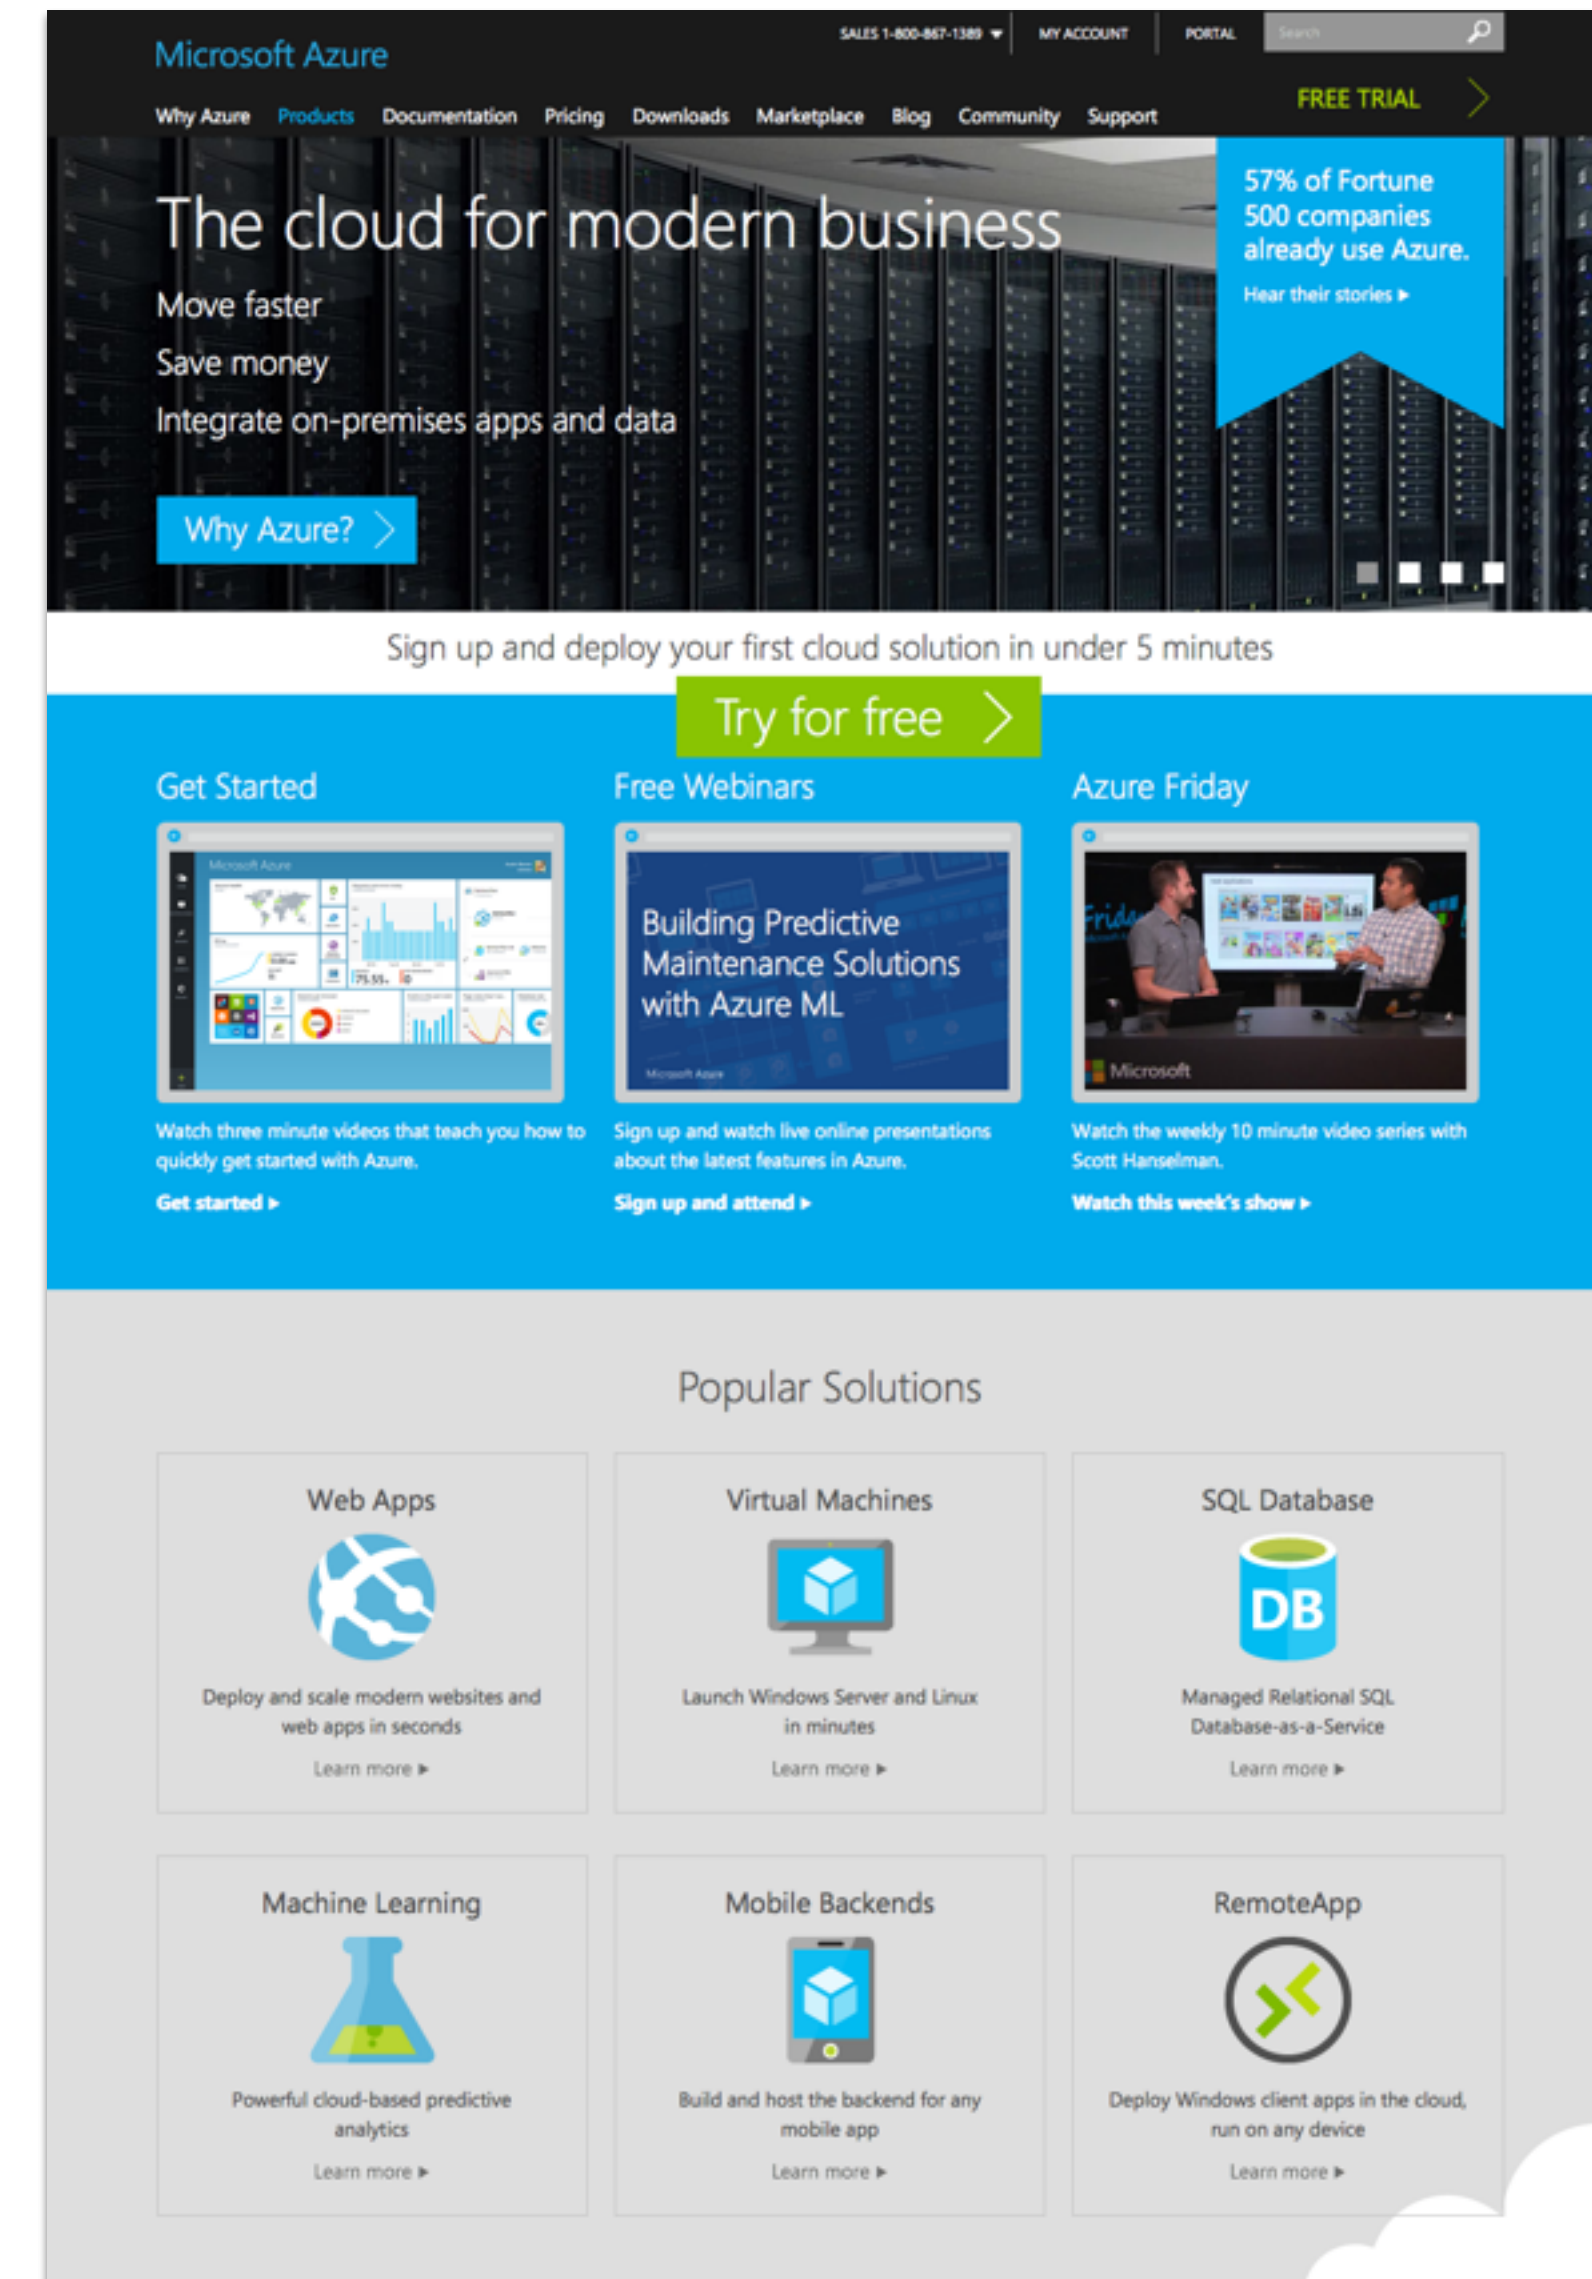 SALES 1-800-867-1389
MY ACCOUNT
PORTAL
Search
Microsoft Azure
FREE TRIAL
Why Azure Products Documentation Pricing Downloads Marketplace Blog Community Support
The cloud for modern business
Move faster
Save money
Integrate on-premises apps and data
Why Azure?
57% of Fortune
500 companies
already use Azure.
Hear their stories ▸
Sign up and deploy your first cloud solution in under 5 minutes
Try for free
Get Started
Microsoft Azure
Watch three minute videos that teach you how to
quickly get started with Azure.
Get started ▸
Free Webinars
Building Predictive
Maintenance Solutions
with Azure ML
Microsoft Azure
Sign up and watch live online presentations
about the latest features in Azure.
Sign up and attend ▸
Azure Friday
Friday
Microsoft
Watch the weekly 10 minute video series with
Scott Hanselman.
Watch this week's show ▸
Popular Solutions
Web Apps
Deploy and scale modern websites and
web apps in seconds
Learn more ▸
Virtual Machines
Launch Windows Server and Linux
in minutes
Learn more ▸
SQL Database
DB
Managed Relational SQL
Database-as-a-Service
Learn more ▸
Machine Learning
Powerful cloud-based predictive
analytics
Learn more ▸
Mobile Backends
Build and host the backend for any
mobile app
Learn more ▸
RemoteApp
Deploy Windows client apps in the cloud,
run on any device
Learn more ▸